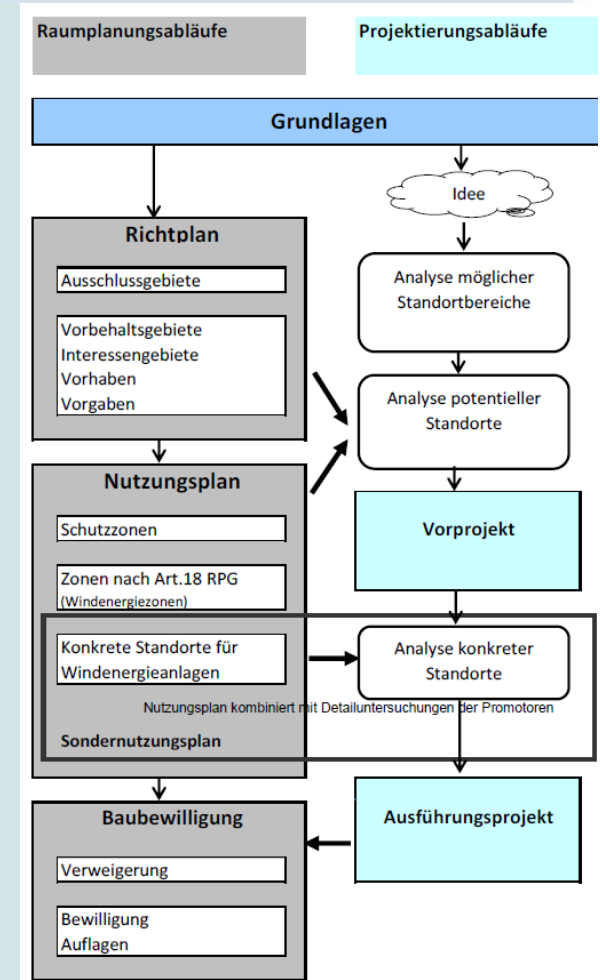 Raumplanungsabläufe
Projektierungsabläufe
Grundlagen
Idee
Richtplan
Ausschlussgebiete
Vorbehaltsgebiete
Interessengebiete
Vorhaben
Vorgaben
Analyse möglicher
Standortbereiche
Analyse potentieller
Standorte
Nutzungsplan
Schutzzonen
Zonen nach Art.18 RPG
(Windenergiezonen)
Vorprojekt
Konkrete Standorte für
Windenergieanlagen
Analyse konkreter
Standorte
Nutzungsplan kombiniert mit Detailuntersuchungen der Promotoren
Sondernutzungsplan
Baubewilligung
Verweigerung
Bewilligung
Auflagen
Ausführungsprojekt